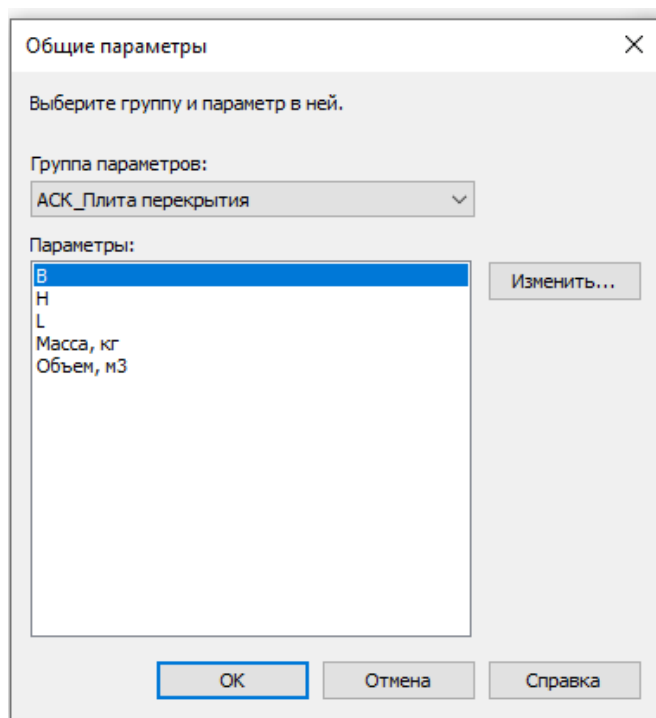 Общие параметры
Выберите группу и параметр в ней.
Группа параметров:
АСК_Плита перекрытия
Параметры:
B
H
L
Масса, кг
Объем, м3
Изменить...
OK
Отмена
Справка